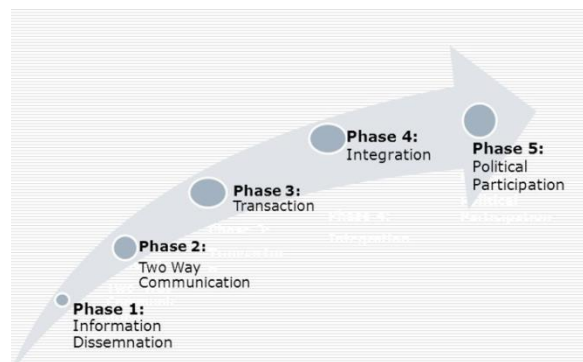 Phase 1:
Information
Dissemnation
Phase 2:
Two Way
Communication
Phase 3:
Transaction
Phase 4:
Integration
Phase 5:
Political
Participation